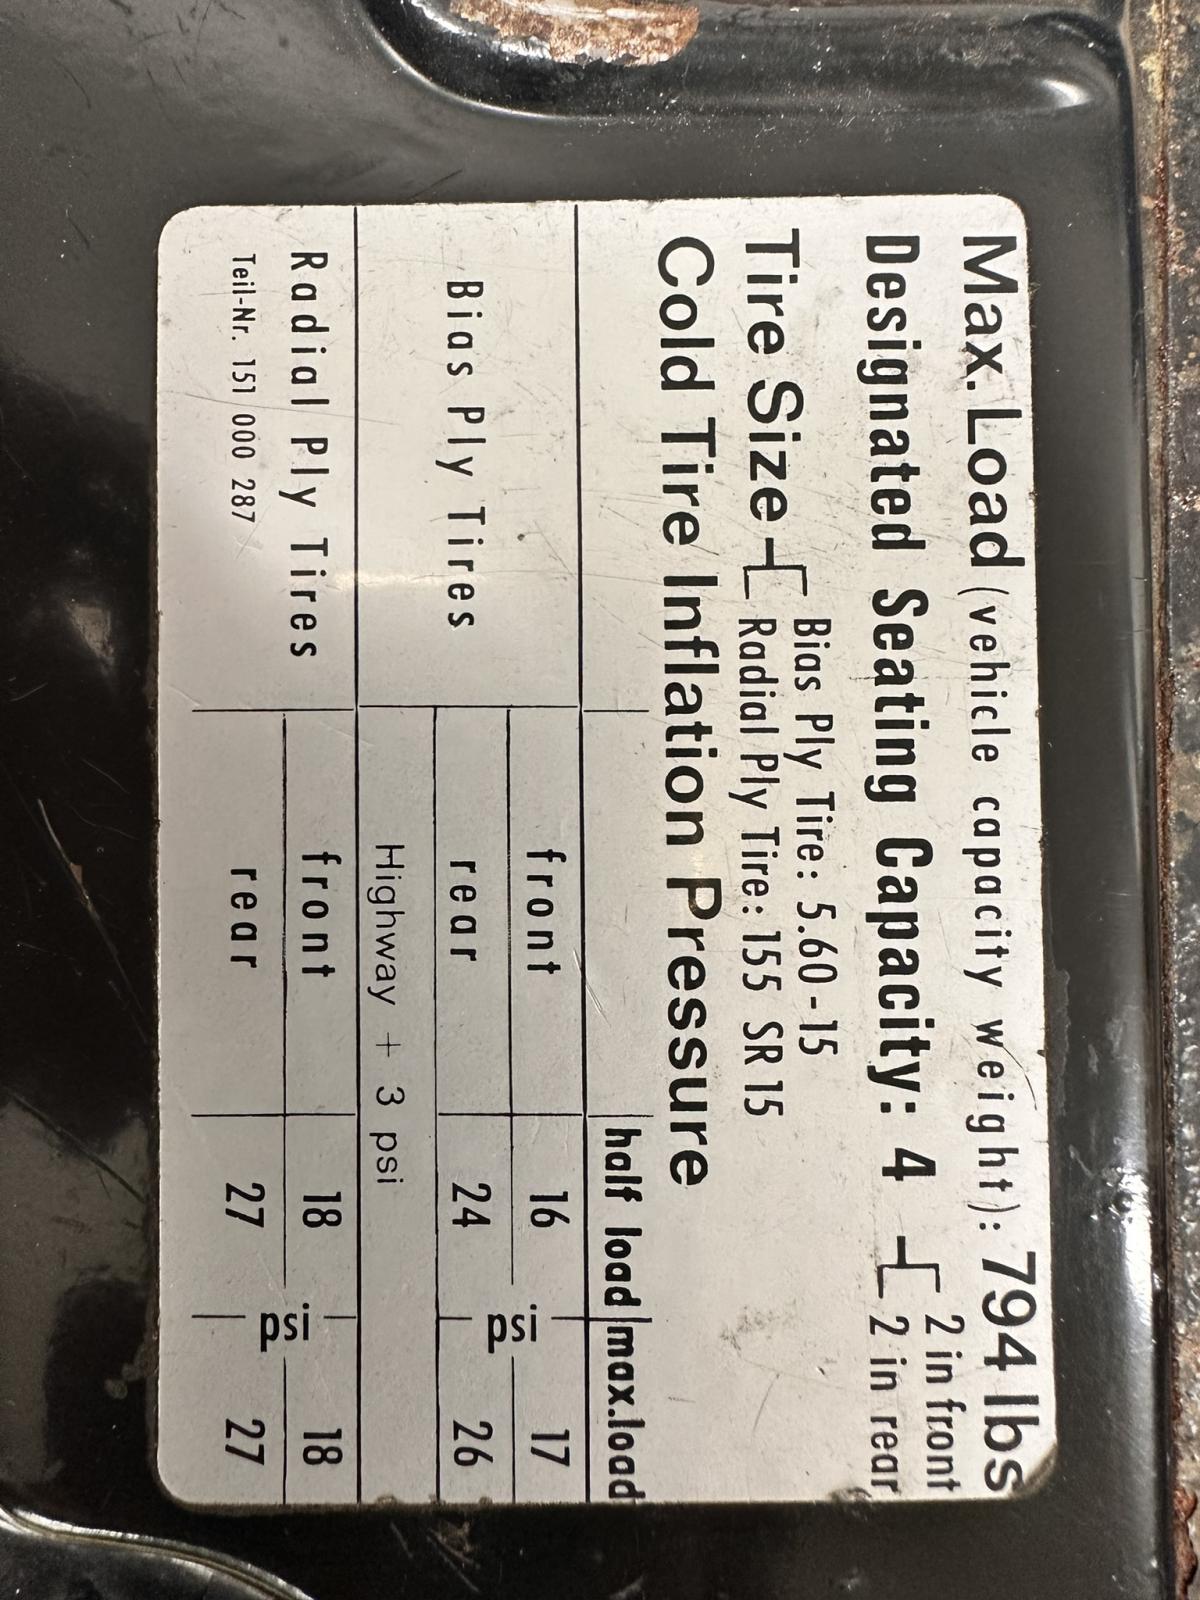 Max. Load (vehicle capacity weight): 794 lbs
Designated Seating Capacity: 4
2 in front
2 in rear
Tire Size
Bias Ply Tire: 5.60-15
Radial Ply Tire: 155 SR 15
Cold Tire Inflation Pressure
half load max.load
Bias Ply Tires
front 16 17
psi
rear 24 26
Highway + 3 psi
Radial Ply Tires
front 18 18
psi
rear 27 27
Teil-Nr. 151 000 287